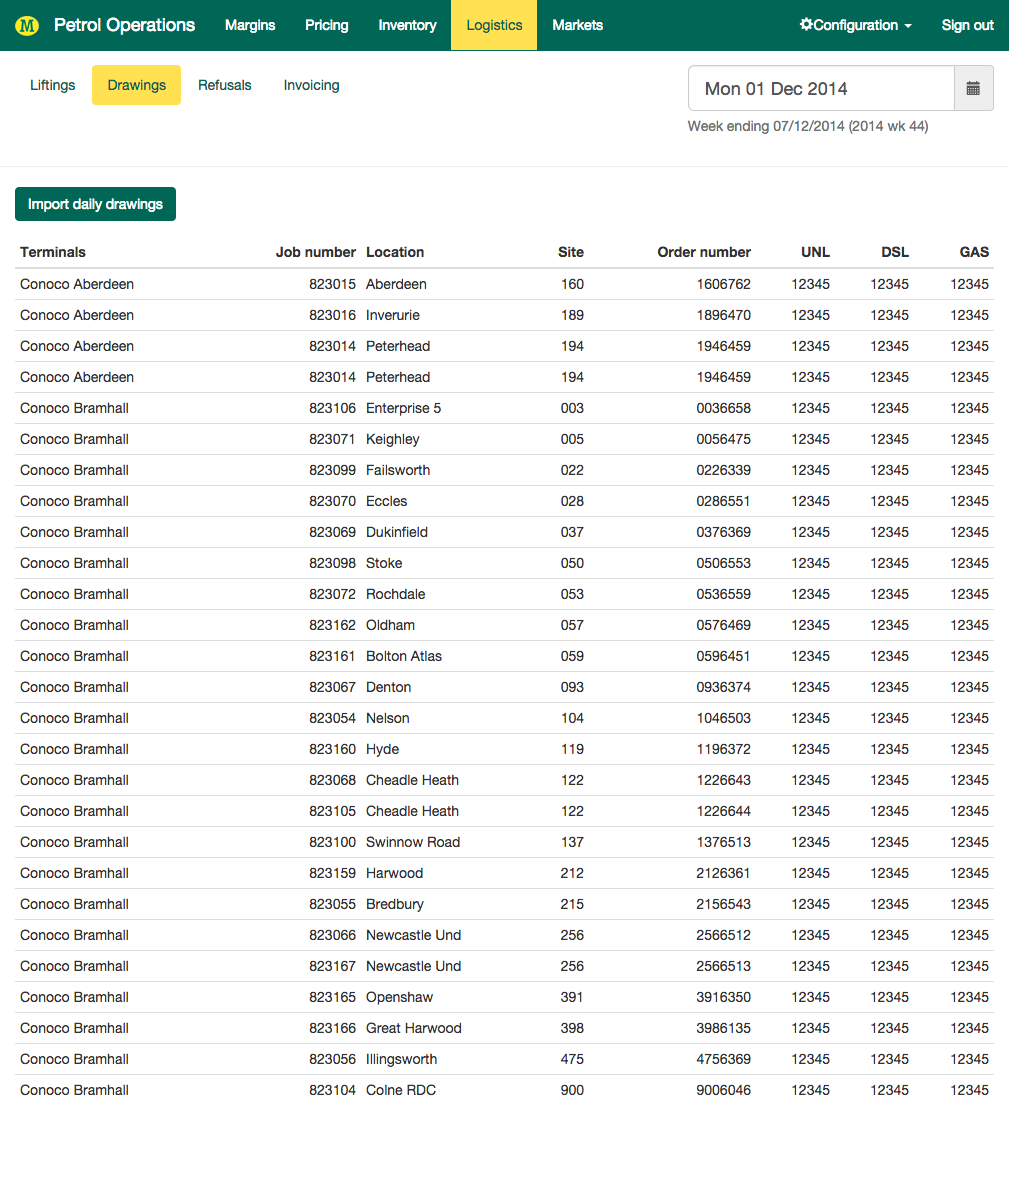 M Petrol Operations Margins Pricing Inventory Logistics Markets Configuration Sign out
Liftings Drawings Refusals Invoicing Mon 01 Dec 2014
Week ending 07/12/2014 (2014 wk 44)
Import daily drawings
Terminals Job number Location Site Order number UNL DSL GAS
Conoco Aberdeen 823015 Aberdeen 160 1606762 12345 12345 12345
Conoco Aberdeen 823016 Inverurie 189 1896470 12345 12345 12345
Conoco Aberdeen 823014 Peterhead 194 1946459 12345 12345 12345
Conoco Aberdeen 823014 Peterhead 194 1946459 12345 12345 12345
Conoco Bramhall 823106 Enterprise 5 003 0036658 12345 12345 12345
Conoco Bramhall 823071 Keighley 005 0056475 12345 12345 12345
Conoco Bramhall 823099 Failsworth 022 0226339 12345 12345 12345
Conoco Bramhall 823070 Eccles 028 0286551 12345 12345 12345
Conoco Bramhall 823069 Dukinfield 037 0376369 12345 12345 12345
Conoco Bramhall 823098 Stoke 050 0506553 12345 12345 12345
Conoco Bramhall 823072 Rochdale 053 0536559 12345 12345 12345
Conoco Bramhall 823162 Oldham 057 0576469 12345 12345 12345
Conoco Bramhall 823161 Bolton Atlas 059 0596451 12345 12345 12345
Conoco Bramhall 823067 Denton 093 0936374 12345 12345 12345
Conoco Bramhall 823054 Nelson 104 1046503 12345 12345 12345
Conoco Bramhall 823160 Hyde 119 1196372 12345 12345 12345
Conoco Bramhall 823068 Cheadle Heath 122 1226643 12345 12345 12345
Conoco Bramhall 823105 Cheadle Heath 122 1226644 12345 12345 12345
Conoco Bramhall 823100 Swinnow Road 137 1376513 12345 12345 12345
Conoco Bramhall 823159 Harwood 212 2126361 12345 12345 12345
Conoco Bramhall 823055 Bredbury 215 2156543 12345 12345 12345
Conoco Bramhall 823066 Newcastle Und 256 2566512 12345 12345 12345
Conoco Bramhall 823167 Newcastle Und 256 2566513 12345 12345 12345
Conoco Bramhall 823165 Openshaw 391 3916350 12345 12345 12345
Conoco Bramhall 823166 Great Harwood 398 3986135 12345 12345 12345
Conoco Bramhall 823056 Illingsworth 475 4756369 12345 12345 12345
Conoco Bramhall 823104 Colne RDC 900 9006046 12345 12345 12345